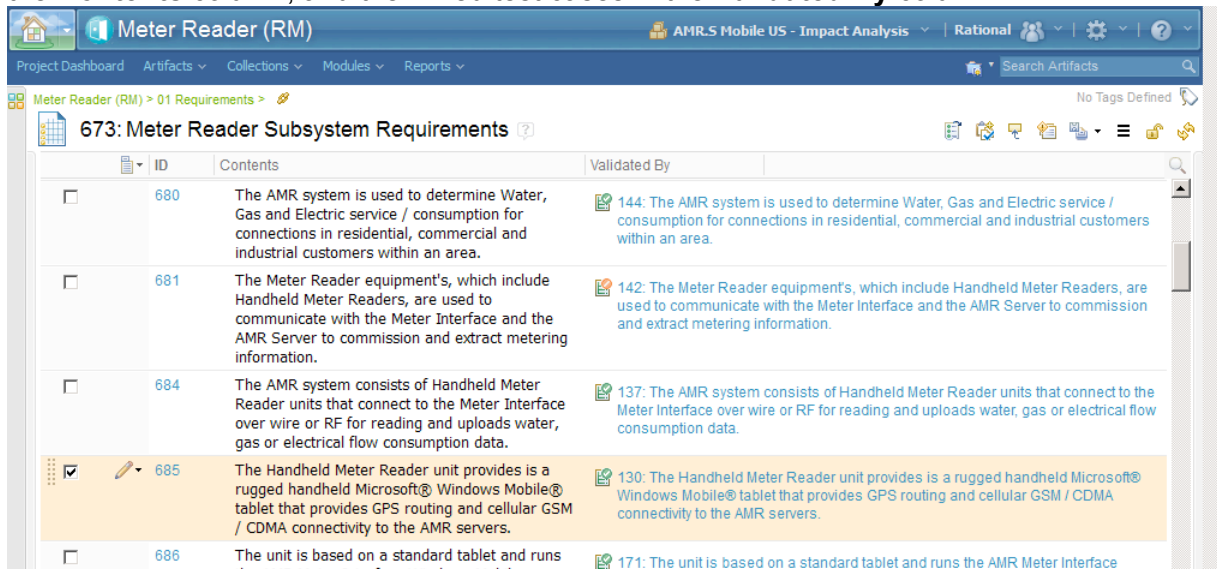 Meter Reader (RM)
AMR.S Mobile US - Impact Analysis
Rational
Project Dashboard Artifacts Collections Modules Reports
Search Artifacts
Meter Reader (RM) > 01 Requirements >
No Tags Defined
673: Meter Reader Subsystem Requirements
ID Contents Validated By
680
The AMR system is used to determine Water,
Gas and Electric service / consumption for
connections in residential, commercial and
industrial customers within an area.
144: The AMR system is used to determine Water, Gas and Electric service /
consumption for connections in residential, commercial and industrial customers
within an area.
681
The Meter Reader equipment's, which include
Handheld Meter Readers, are used to
communicate with the Meter Interface and the
AMR Server to commission and extract metering
information.
142: The Meter Reader equipment's, which include Handheld Meter Readers, are
used to communicate with the Meter Interface and the AMR Server to commission
and extract metering information.
684
The AMR system consists of Handheld Meter
Reader units that connect to the Meter Interface
over wire or RF for reading and uploads water,
gas or electrical flow consumption data.
137: The AMR system consists of Handheld Meter Reader units that connect to the
Meter Interface over wire or RF for reading and uploads water, gas or electrical flow
consumption data.
685
The Handheld Meter Reader unit provides is a
rugged handheld Microsoft® Windows Mobile®
tablet that provides GPS routing and cellular GSM
/ CDMA connectivity to the AMR servers.
130: The Handheld Meter Reader unit provides is a rugged handheld Microsoft®
Windows Mobile® tablet that provides GPS routing and cellular GSM / CDMA
connectivity to the AMR servers.
686
The unit is based on a standard tablet and runs
171: The unit is based on a standard tablet and runs the AMR Meter Interface